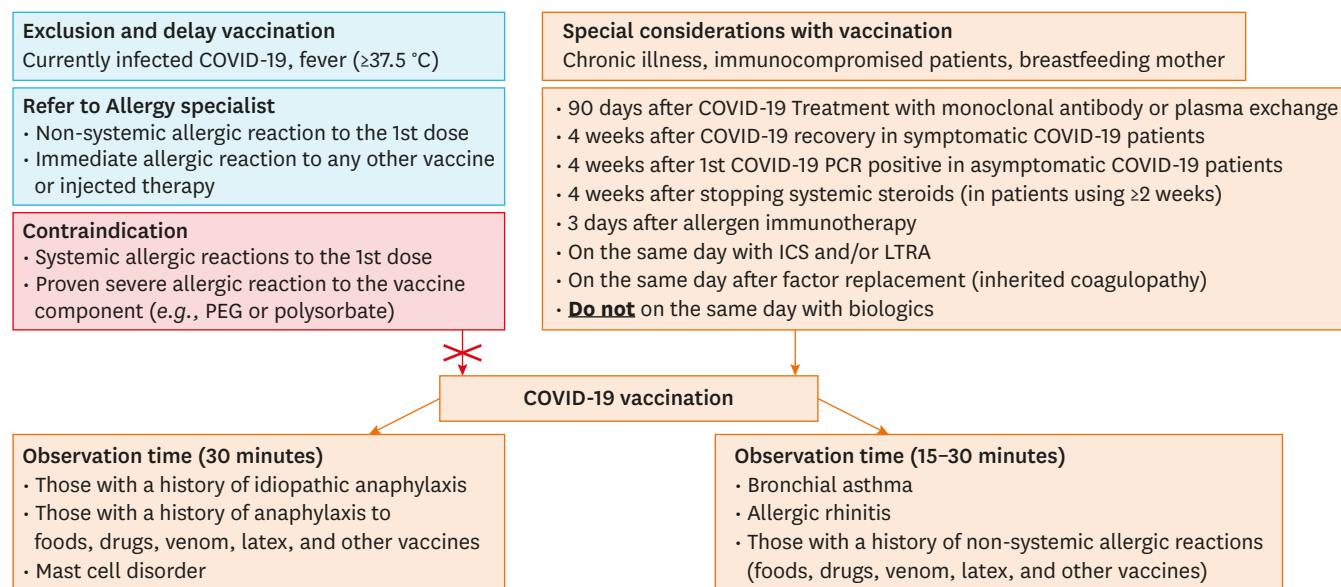 Exclusion and delay vaccination
Currently infected COVID-19, fever (≥37.5 °C)
Refer to Allergy specialist
· Non-systemic allergic reaction to the 1st dose
· Immediate allergic reaction to any other vaccine
or injected therapy
Contraindication
· Systemic allergic reactions to the 1st dose
· Proven severe allergic reaction to the vaccine
component (e.g., PEG or polysorbate)
Special considerations with vaccination
Chronic illness, immunocompromised patients, breastfeeding mother
· 90 days after COVID-19 Treatment with monoclonal antibody or plasma exchange
· 4 weeks after COVID-19 recovery in symptomatic COVID-19 patients
· 4 weeks after 1st COVID-19 PCR positive in asymptomatic COVID-19 patients
· 4 weeks after stopping systemic steroids (in patients using ≥2 weeks)
· 3 days after allergen immunotherapy
· On the same day with ICS and/or LTRA
· On the same day after factor replacement (inherited coagulopathy)
· Do not on the same day with biologics
COVID-19 vaccination
Observation time (30 minutes)
· Those with a history of idiopathic anaphylaxis
· Those with a history of anaphylaxis to
foods, drugs, venom, latex, and other vaccines
· Mast cell disorder
Observation time (15–30 minutes)
· Bronchial asthma
· Allergic rhinitis
· Those with a history of non-systemic allergic reactions
(foods, drugs, venom, latex, and other vaccines)